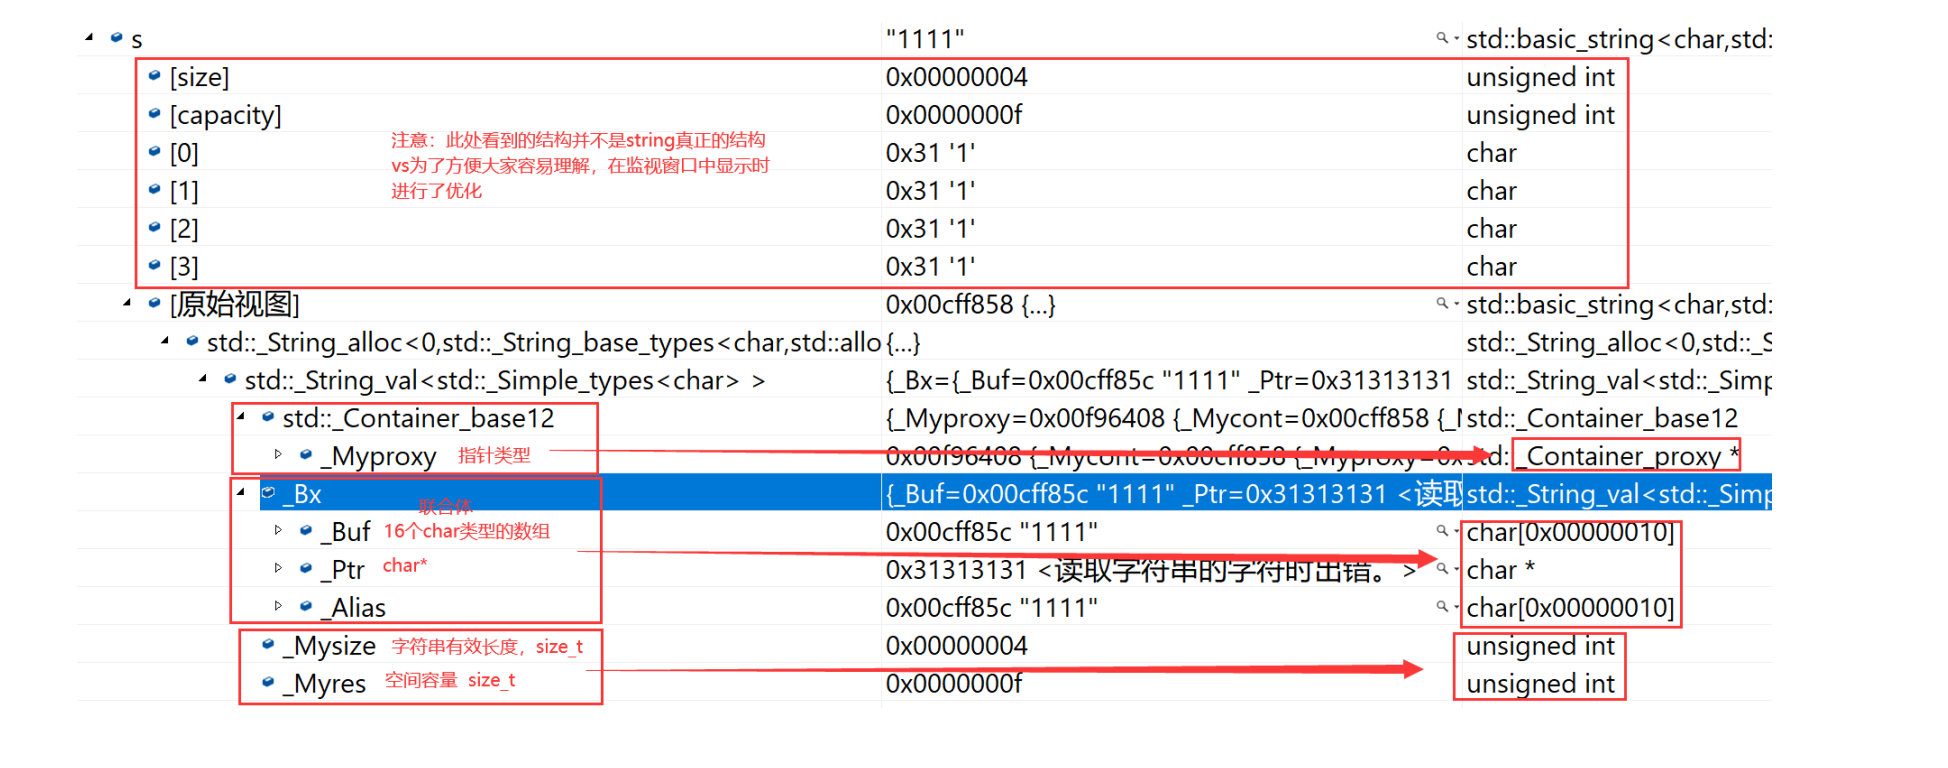 s "1111" std::basic_string<char,std:
[size] 0x00000004 unsigned int
[capacity] 0x0000000f unsigned int
注意：此处看到的结构并不是string真正的结构
vs为了方便大家容易理解，在监视窗口中显示时
进行了优化
[0] 0x31 '1' char
[1] 0x31 '1' char
[2] 0x31 '1' char
[3] 0x31 '1' char
[原始视图] 0x00cff858 {...} std::basic_string<char,std:
std::_String_alloc<0,std::_String_base_types<char,std::allo {...} std::_String_alloc<0,std::_S
std::_String_val<std::_Simple_types<char> > {_Bx={_Buf=0x00cff85c "1111" _Ptr=0x31313131 std::_String_val<std::_Simp
std::_Container_base12 {_Myproxy=0x00f96408 {_Mycont=0x00cff858 {_M std::_Container_base12
_Myproxy 指针类型 0x00f96408 {_Mycont=0x00cff858 {_Myproxy=0x std::_Container_proxy *
_Bx {_Buf=0x00cff85c "1111" _Ptr=0x31313131 <读取 std::_String_val<std::_Simp
联合体
_Buf 16个char类型的数组 0x00cff85c "1111" char[0x00000010]
_Ptr char* 0x31313131 <读取字符串的字符时出错。> char *
_Alias 0x00cff85c "1111" char[0x00000010]
_Mysize 字符串有效长度，size_t 0x00000004 unsigned int
_Myres 空间容量 size_t 0x0000000f unsigned int